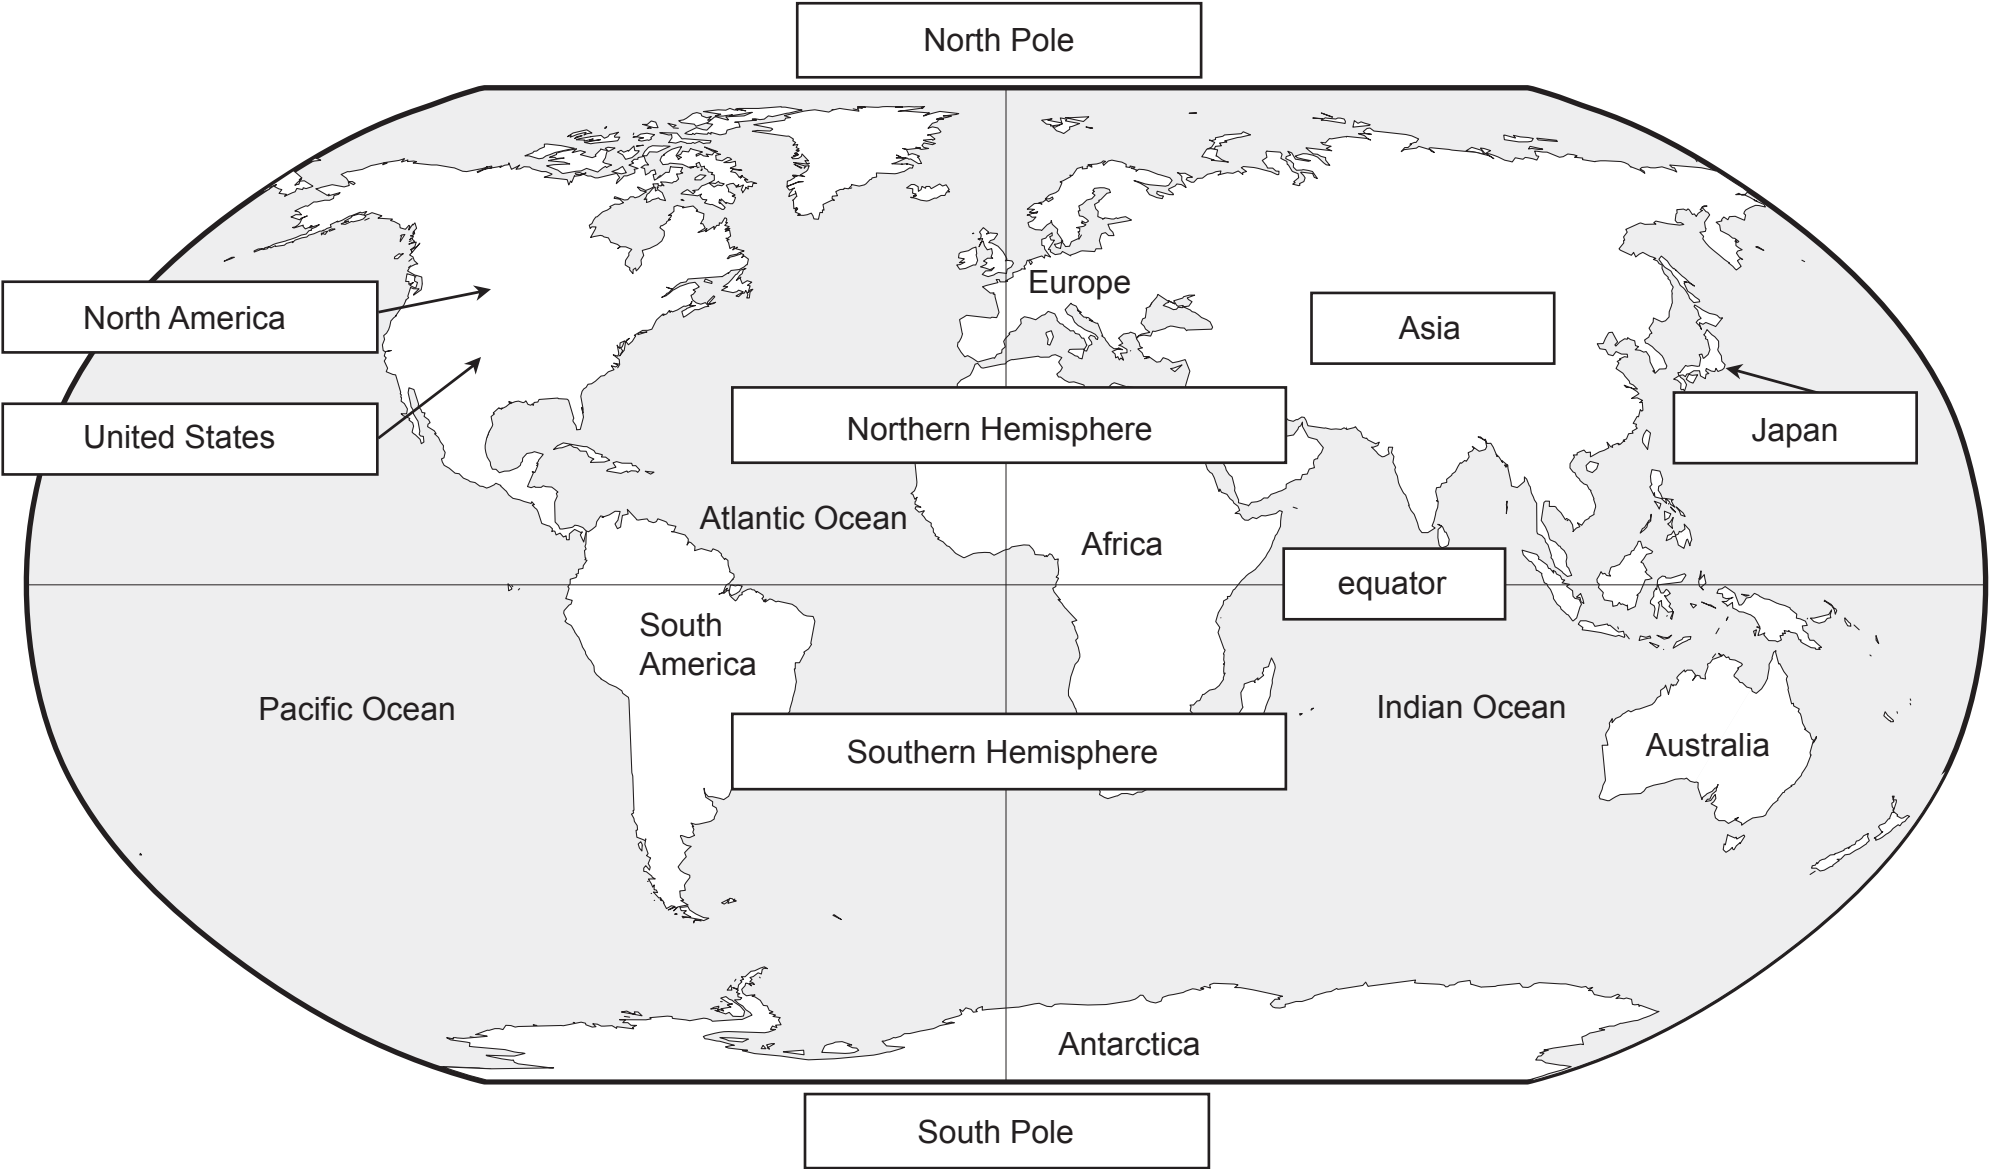 North Pole
Europe
North America
Asia
United States
Northern Hemisphere
Japan
Atlantic Ocean
Africa
equator
South
America
Pacific Ocean
Indian Ocean
Southern Hemisphere
Australia
Antarctica
South Pole